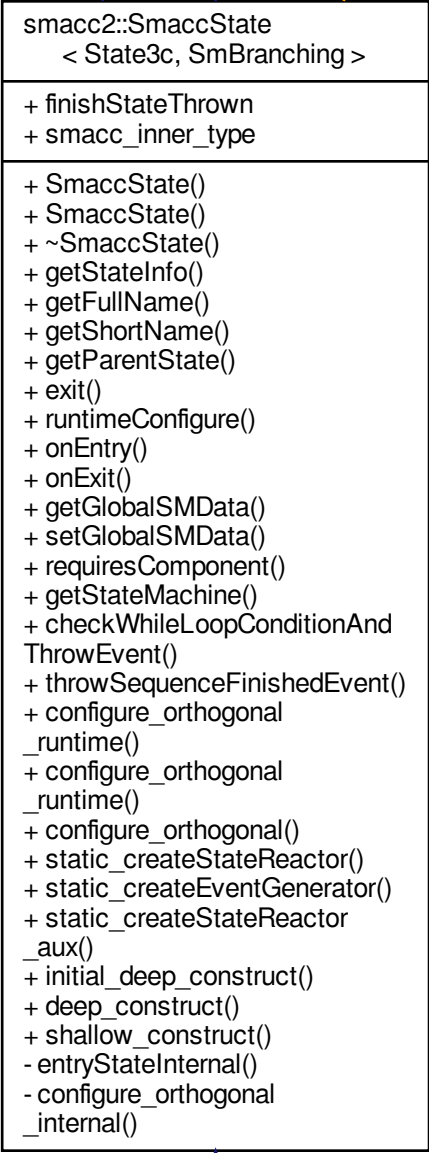 smacc2::SmaccState
< State3c, SmBranching >
+ finishStateThrown
+ smacc_inner_type
+ SmaccState()
+ SmaccState()
+ ~SmaccState()
+ getStateInfo()
+ getFullName()
+ getShortName()
+ getParentState()
+ exit()
+ runtimeConfigure()
+ onEntry()
+ onExit()
+ getGlobalSMData()
+ setGlobalSMData()
+ requiresComponent()
+ getStateMachine()
+ checkWhileLoopConditionAnd
ThrowEvent()
+ throwSequenceFinishedEvent()
+ configure_orthogonal
_runtime()
+ configure_orthogonal
_runtime()
+ configure_orthogonal()
+ static_createStateReactor()
+ static_createEventGenerator()
+ static_createStateReactor
_aux()
+ initial_deep_construct()
+ deep_construct()
+ shallow_construct()
- entryStateInternal()
- configure_orthogonal
_internal()